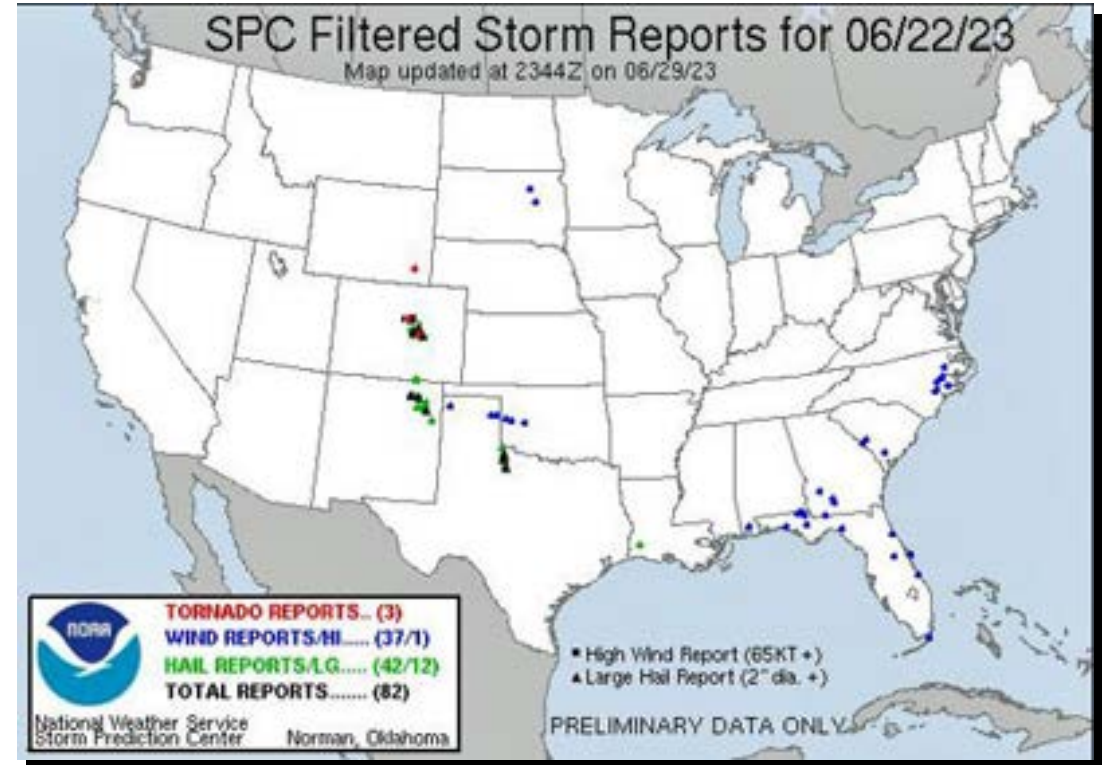 SPC Filtered Storm Reports for 06/22/23
Map updated at 2344Z on 06/29/23
NOAA
TORNADO REPORTS.. (3)
WIND REPORTS/HI..... (37/1)
HAIL REPORTS/LG..... (42/12)
TOTAL REPORTS....... (82)
National Weather Service
Storm Prediction Center Norman, Oklahoma
High Wind Report (65KT +)
Large Hail Report (2" dia. +)
PRELIMINARY DATA ONLY.